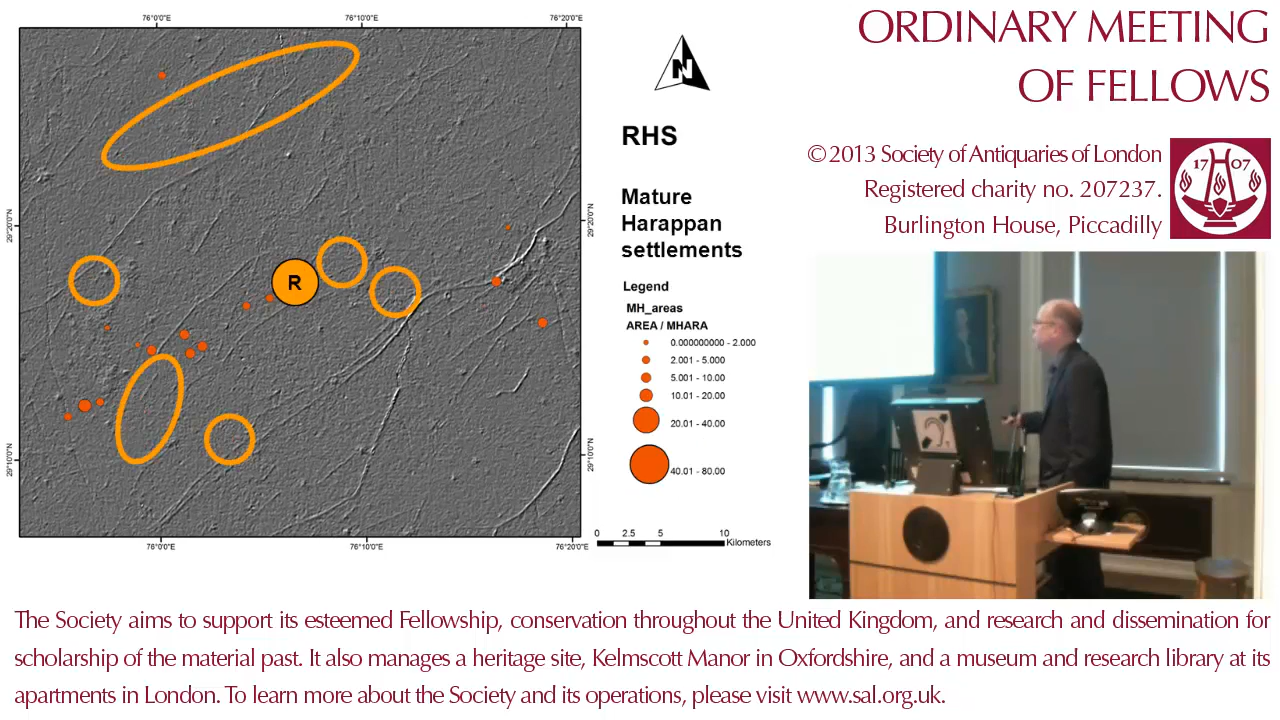 76°0'0"E
76°10'0"E
76°20'0"E
29°20'0"N
29°20'0"N
29°10'0"N
29°10'0"N
76°0'0"E
76°10'0"E
76°20'0"E
R
N
RHS
Mature
Harappan
settlements
Legend
MH_areas
AREA / MHARA
0.000000000 - 2.000
2.001 - 5.000
5.001 - 10.00
10.01 - 20.00
20.01 - 40.00
40.01 - 80.00
0 2.5 5 10
Kilometers
ORDINARY MEETING
OF FELLOWS
© 2013 Society of Antiquaries of London
Registered charity no. 207237.
Burlington House, Piccadilly
1707
The Society aims to support its esteemed Fellowship, conservation throughout the United Kingdom, and research and dissemination for
scholarship of the material past. It also manages a heritage site, Kelmscott Manor in Oxfordshire, and a museum and research library at its
apartments in London. To learn more about the Society and its operations, please visit www.sal.org.uk.